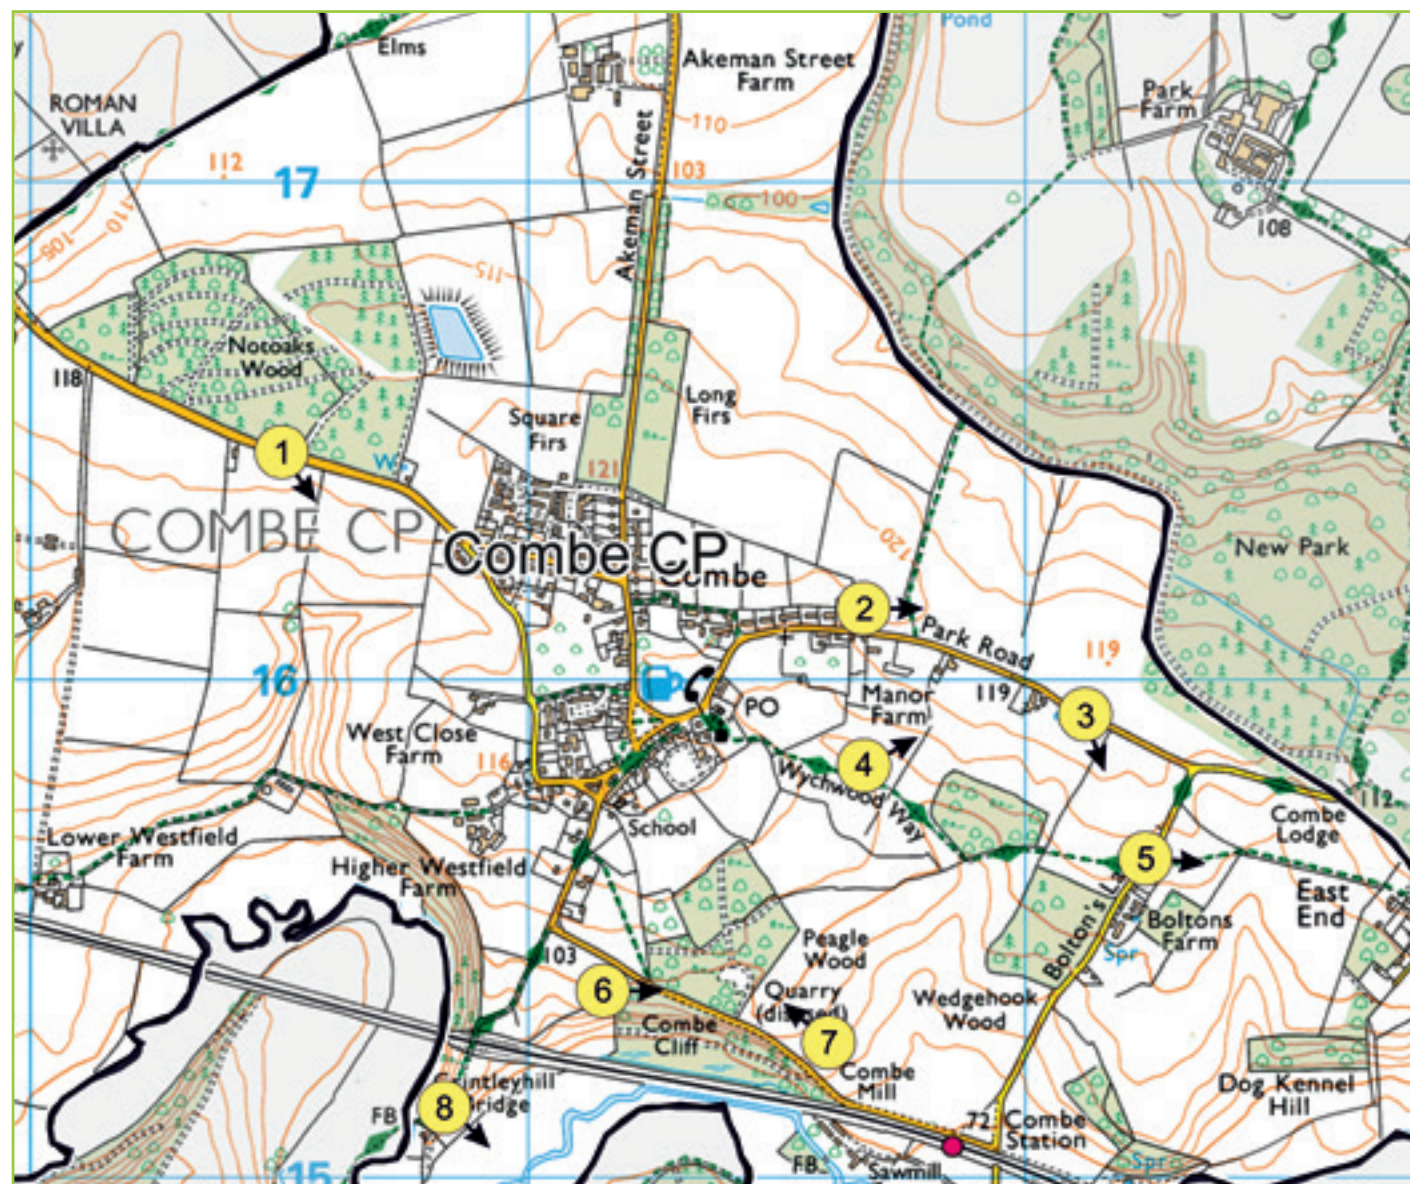 Pond
Elms
Akeman Street
Farm
Park
Farm
ROMAN
VILLA
110
112
17
103
100
Akeman Street
110
105
108
115
Notoaks
Wood
118
Long
Firs
Square
Firs
1
W
121
COMBE CP
Combe CP
Combe
120
New Park
2
Park Road
119
16
119
Manor
Farm
PO
3
West Close
Farm
116
4
Wychwood Way
112
Combe
Lodge
Lower Westfield
Farm
School
Higher Westfield
Farm
5
East
End
Bolton's La
Boltons
Farm
Spr
Peagle
Wood
103
6
Quarry
(disused)
Wedgehook
Wood
Combe
Cliff
7
Combe
Mill
Dog Kennel
Hill
8
Grintleyhill
Bridge
FB
72
Combe
Station
15
FB
Sawmill
Spr